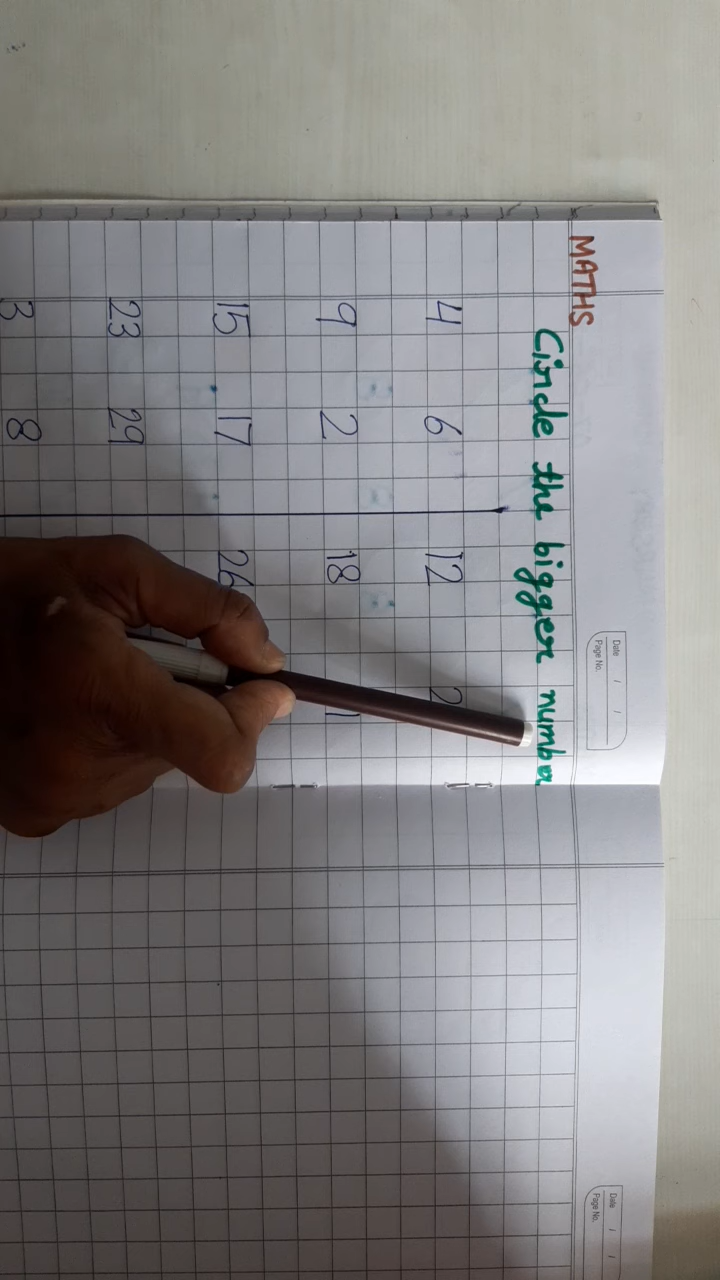 MATHS
Date / /
Page No.
Circle the bigger number
4 6 12
9 2 18
15 17 26
23 29
3 8
Date / /
Page No.